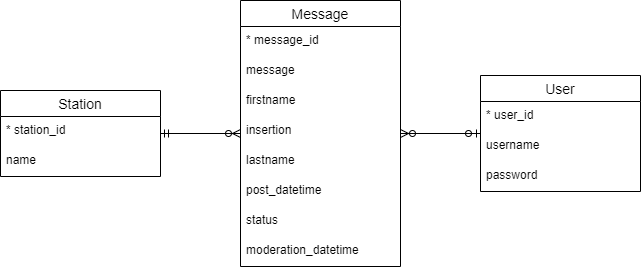 Station
* station_id
name
Message
* message_id
message
firstname
insertion
lastname
post_datetime
status
moderation_datetime
User
* user_id
username
password